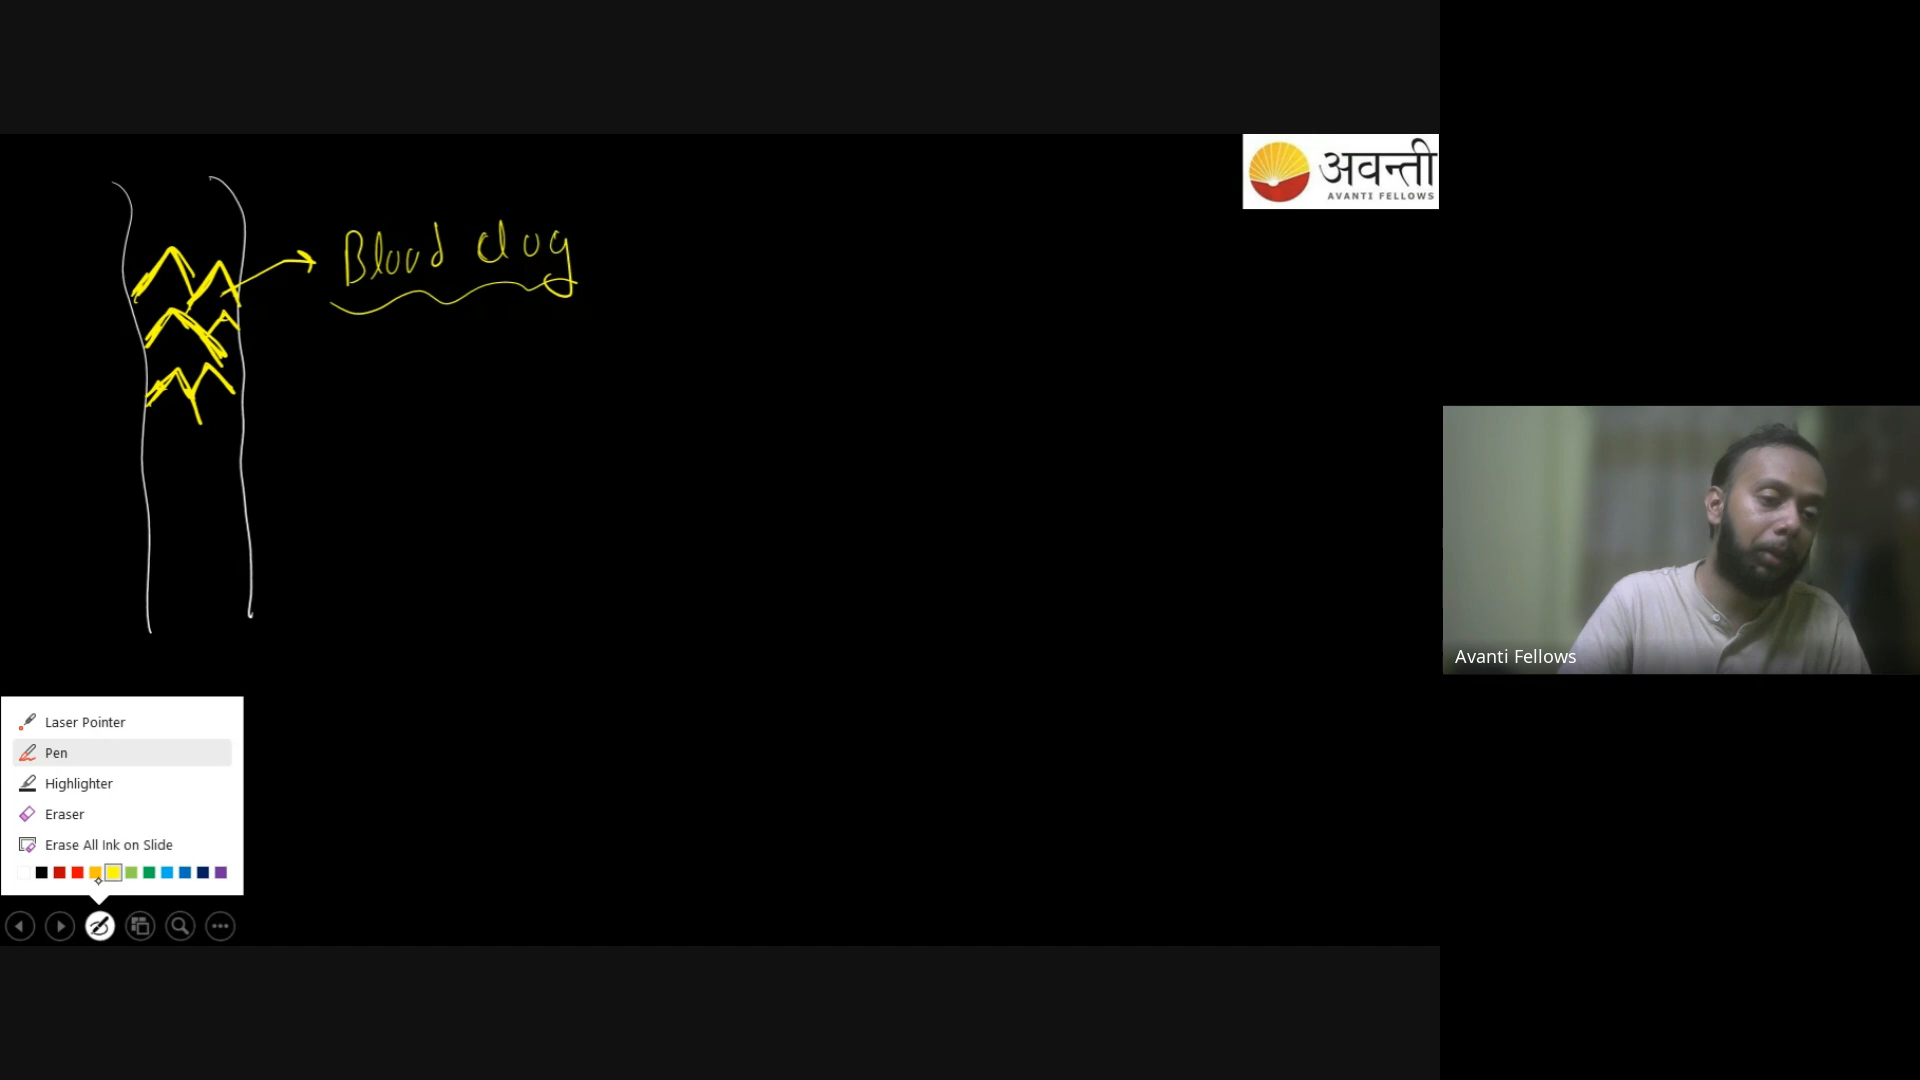 अवन्ती
AVANTI FELLOWS
Blood clog
Avanti Fellows
Laser Pointer
Pen
Highlighter
Eraser
Erase All Ink on Slide